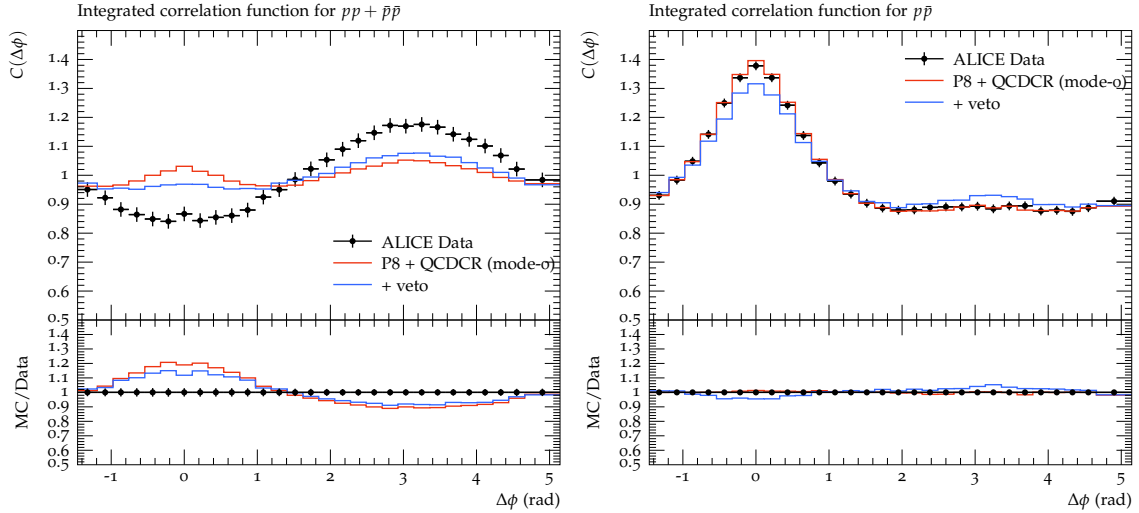 Integrated correlation function for pp + p̄p̄
C(Δϕ)
1.4
1.3
1.2
1.1
1
0.9
0.8
0.7
0.6
0.5
ALICE Data
P8 + QCDCR (mode-0)
+ veto
MC/Data
1.4
1.3
1.2
1.1
1
0.9
0.8
0.7
0.6
0.5
-1 0 1 2 3 4 5
Δϕ (rad)
Integrated correlation function for pp̄
C(Δϕ)
1.4
1.3
1.2
1.1
1
0.9
0.8
0.7
0.6
0.5
ALICE Data
P8 + QCDCR (mode-0)
+ veto
MC/Data
1.4
1.3
1.2
1.1
1
0.9
0.8
0.7
0.6
0.5
-1 0 1 2 3 4 5
Δϕ (rad)